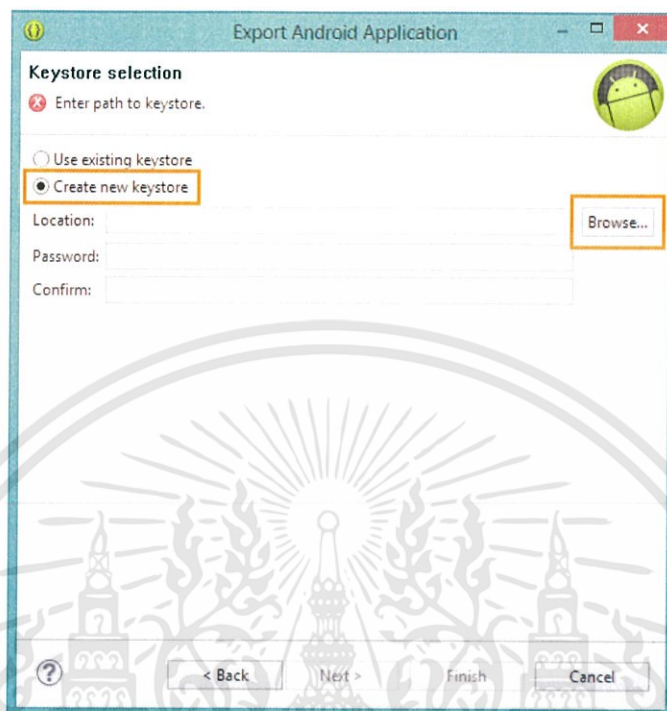 Export Android Application
Keystore selection
Enter path to keystore.
Use existing keystore
Create new keystore
Location:
Browse...
Password:
Confirm:
< Back
Next >
Finish
Cancel